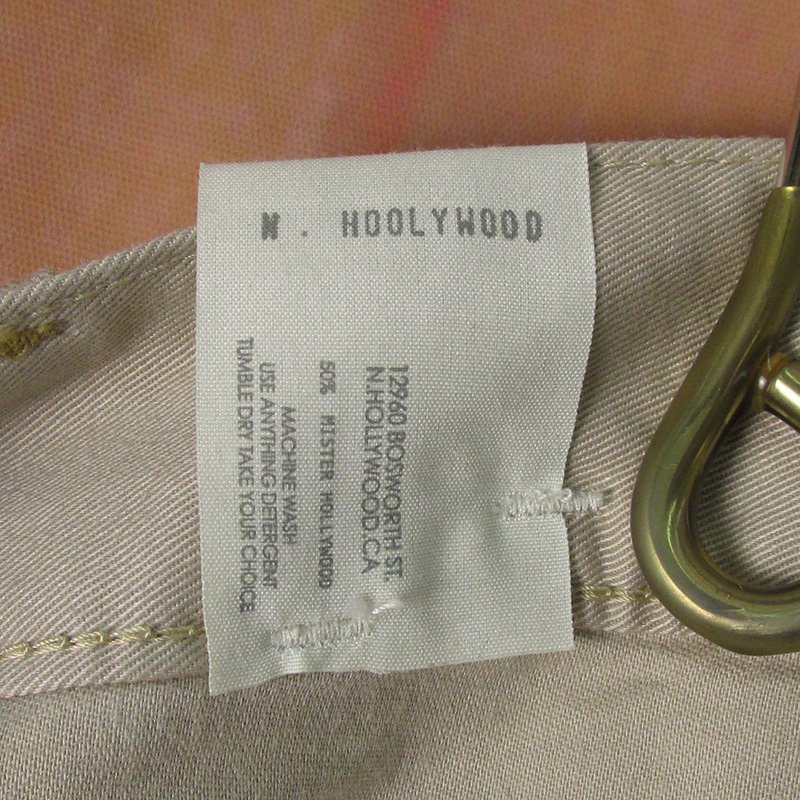 N. HOOLYWOOD
12960 BOSWORTH ST.
N.HOLLYWOOD.CA
50% MISTER HOLLYWOOD
MACHINE WASH
USE ANYTHING DETERGENT
TUMBLE DRY TAKE YOUR CHOICE